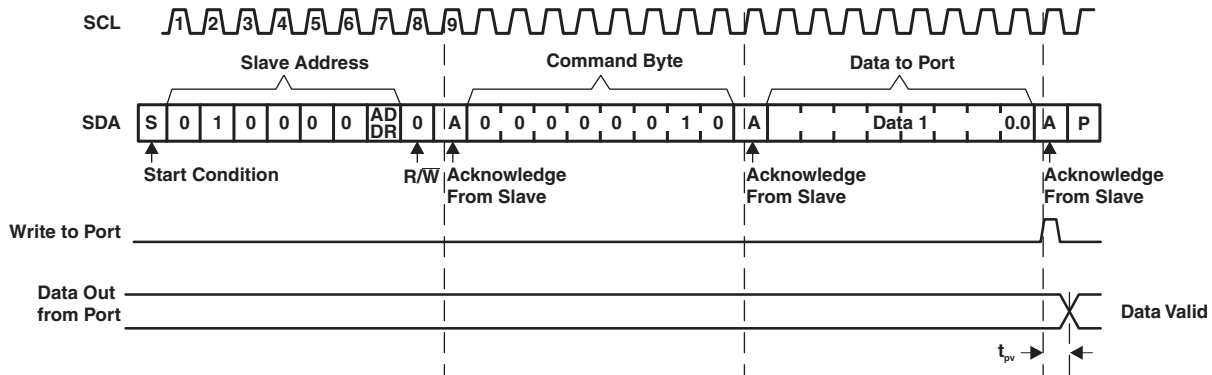 SCL 1 2 3 4 5 6 7 8 9
Slave Address Command Byte Data to Port
SDA S 0 1 0 0 0 0 AD DR 0 A 0 0 0 0 0 0 1 0 A Data 1 0.0 A P
Start Condition R/W Acknowledge From Slave Acknowledge From Slave Acknowledge From Slave
Write to Port
Data Out from Port Data Valid
tpv